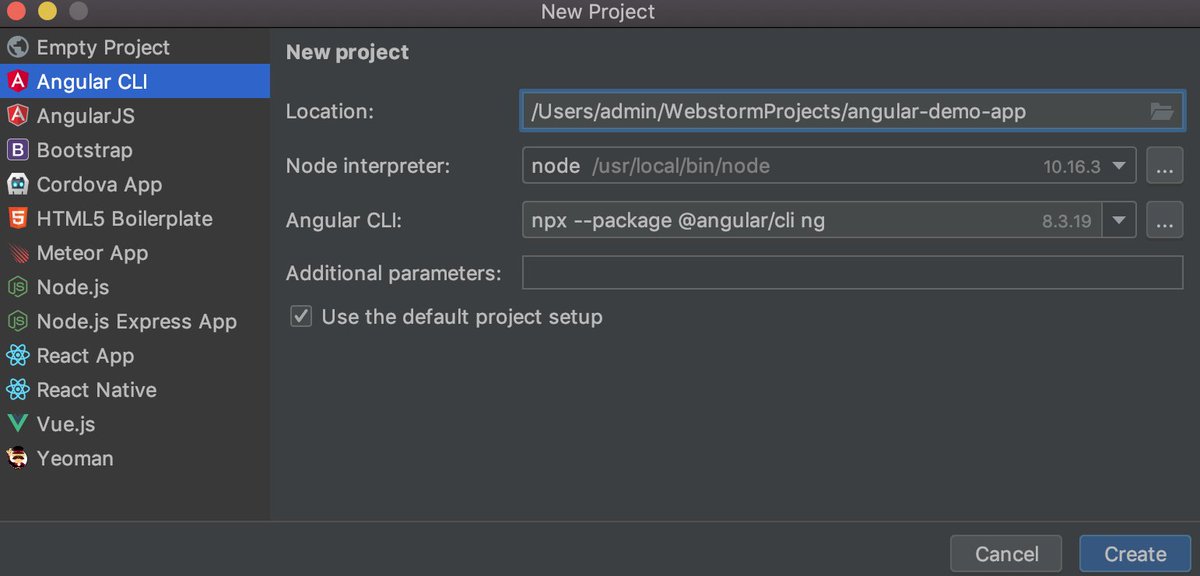 New Project
Empty Project
Angular CLI
AngularJS
Bootstrap
Cordova App
HTML5 Boilerplate
Meteor App
Node.js
Node.js Express App
React App
React Native
Vue.js
Yeoman
New project
Location: /Users/admin/WebstormProjects/angular-demo-app
Node interpreter: node /usr/local/bin/node 10.16.3 ...
Angular CLI: npx --package @angular/cli ng 8.3.19 ...
Additional parameters:
Use the default project setup
Cancel Create